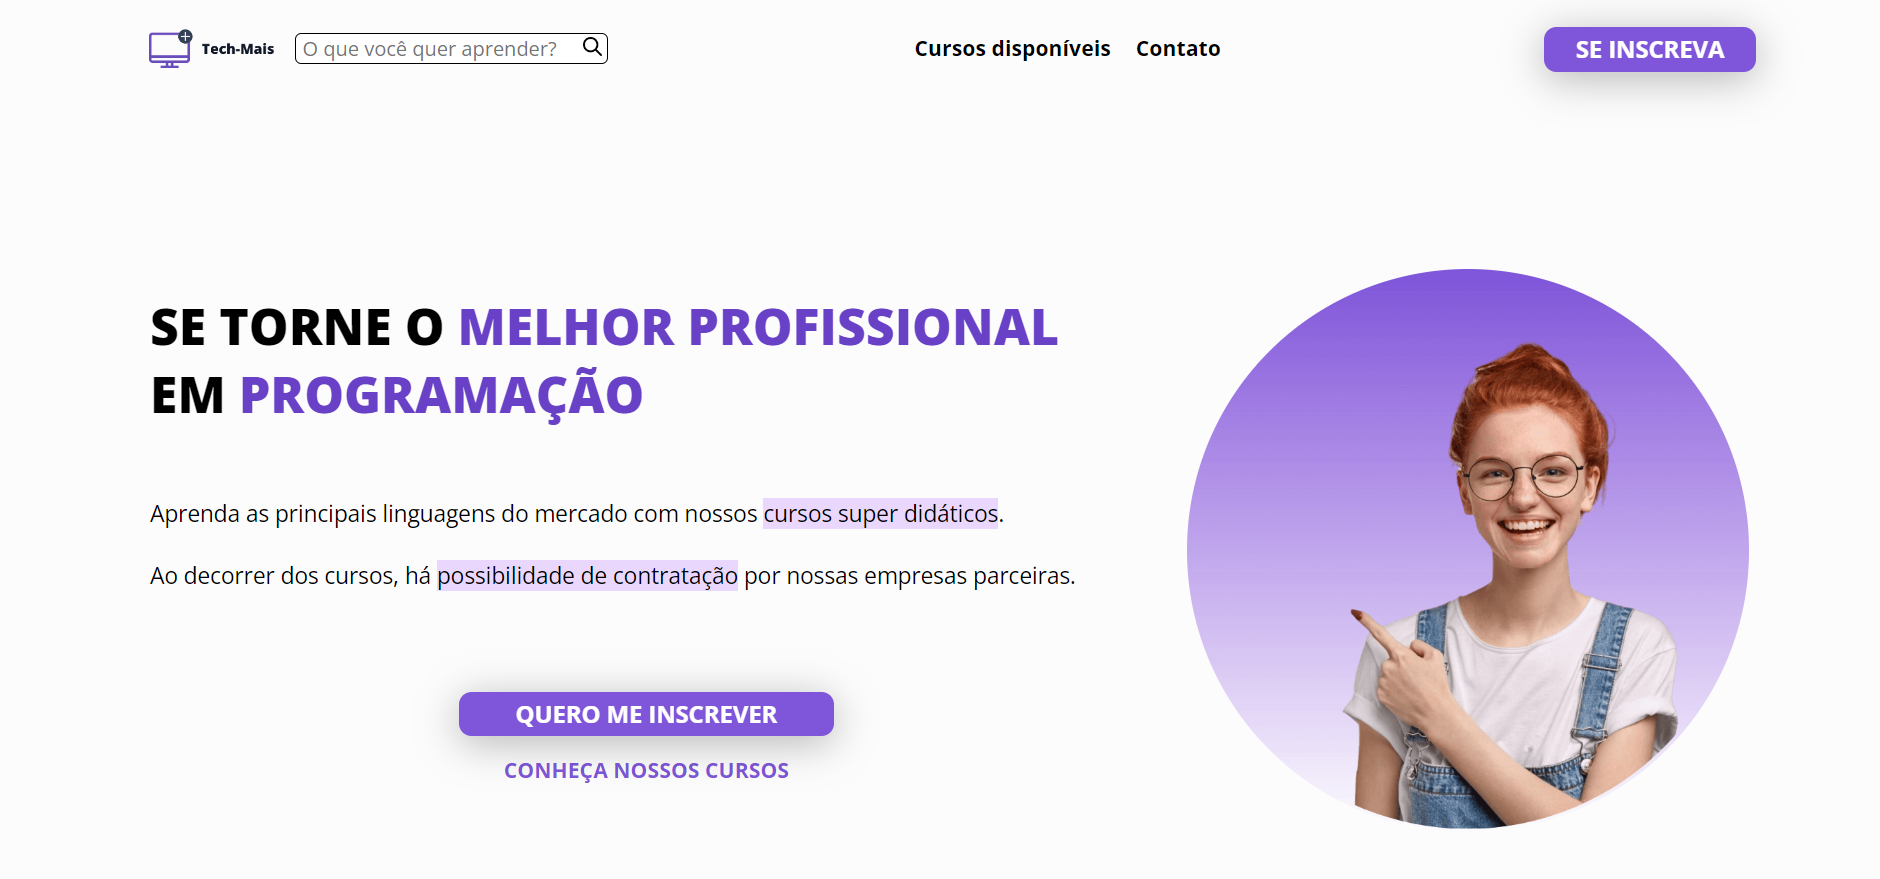 Tech-Mais
O que você quer aprender?
Cursos disponíveis
Contato
SE INSCREVA
SE TORNE O MELHOR PROFISSIONAL
EM PROGRAMAÇÃO
Aprenda as principais linguagens do mercado com nossos cursos super didáticos.
Ao decorrer dos cursos, há possibilidade de contratação por nossas empresas parceiras.
QUERO ME INSCREVER
CONHEÇA NOSSOS CURSOS